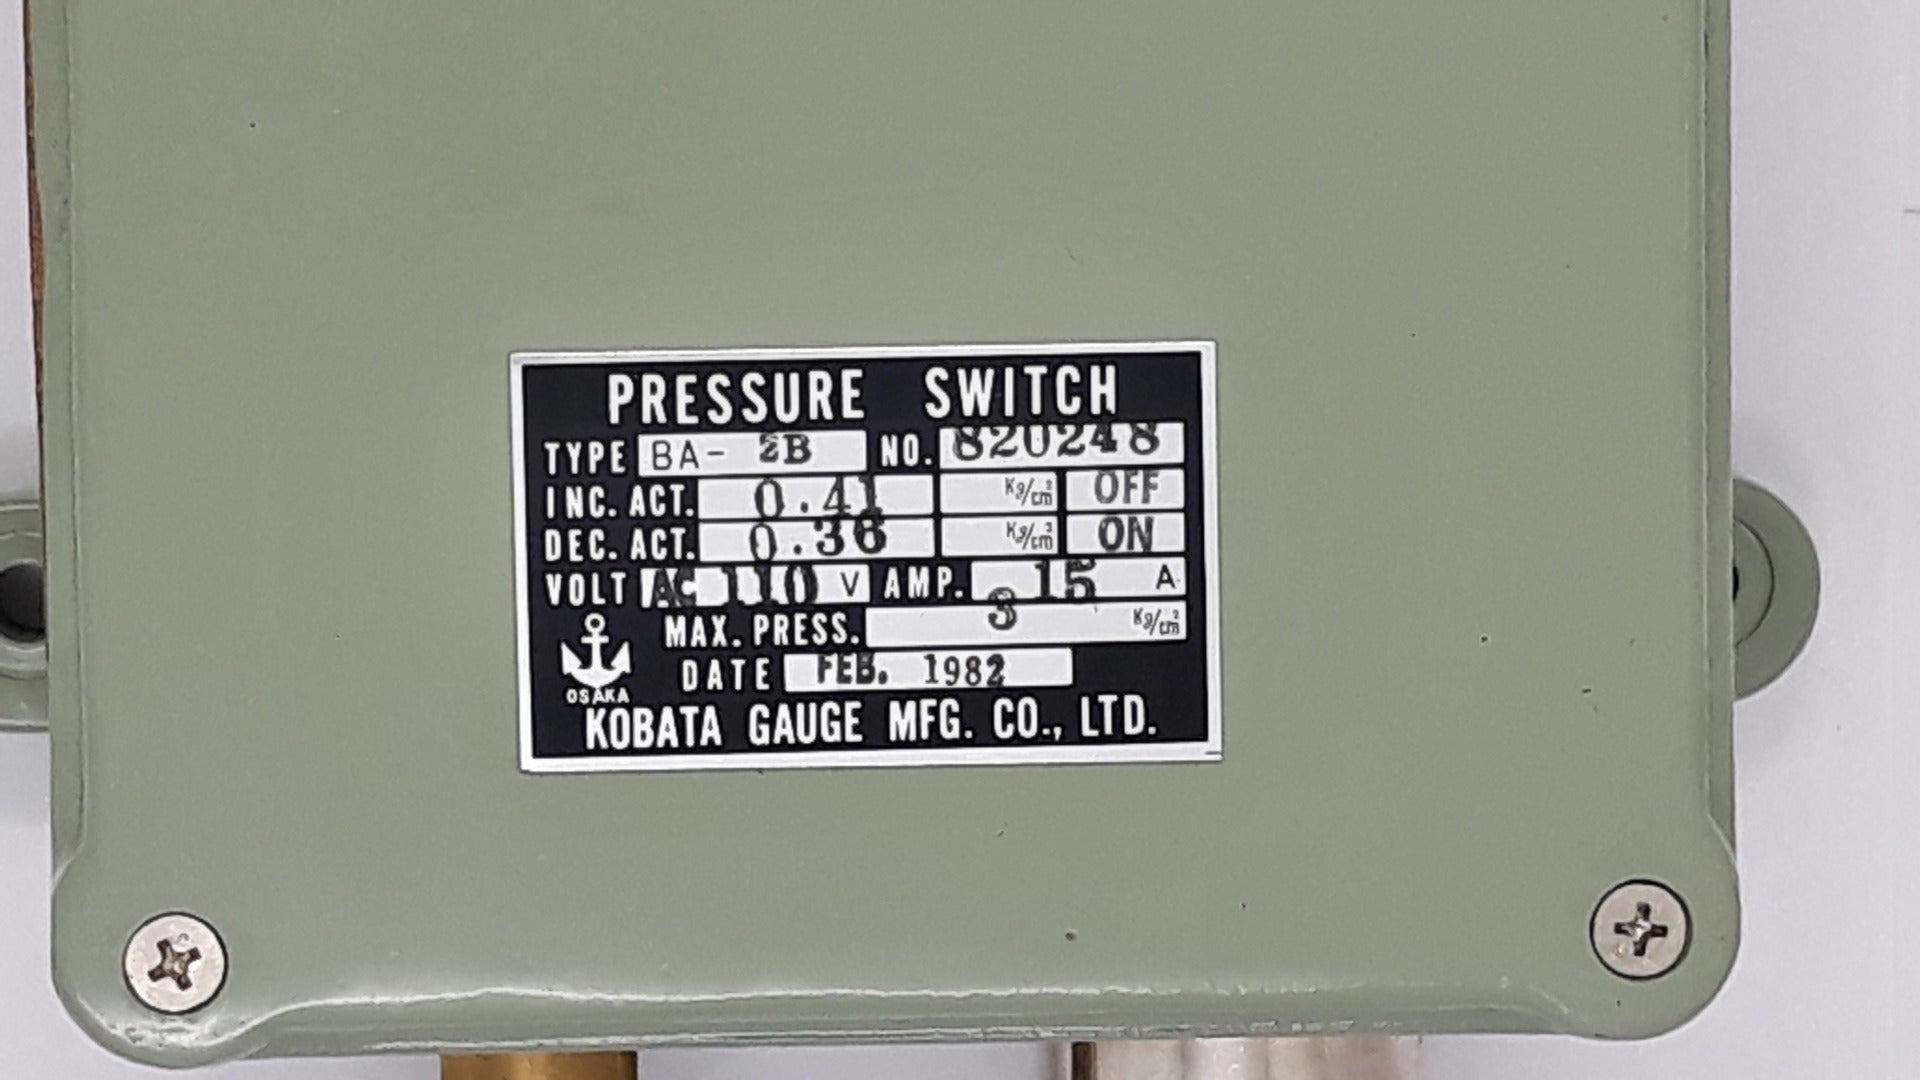 PRESSURE SWITCH
TYPE BA- 2B NO. 820248
INC. ACT. 0.41 Kg/cm² OFF
DEC. ACT. 0.36 Kg/cm² ON
VOLT AC 110 V AMP. 15 A
MAX. PRESS. 3 Kg/cm²
DATE FEB. 1982
OSAKA
KOBATA GAUGE MFG. CO., LTD.